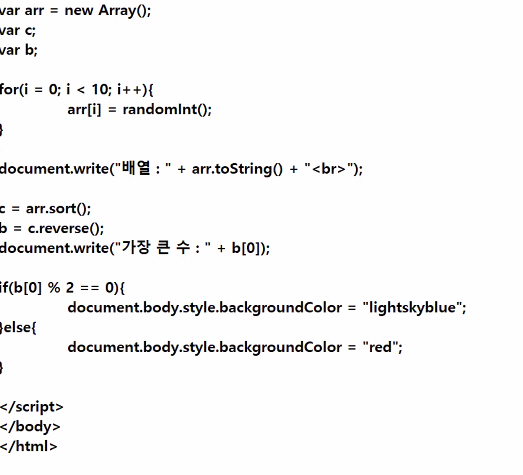 var arr = new Array();
var c;
var b;
for(i = 0; i < 10; i++){
arr[i] = randomInt();
}
document.write("배열 : " + arr.toString() + "<br>");
c = arr.sort();
b = c.reverse();
document.write("가장 큰 수 : " + b[0]);
if(b[0] % 2 == 0){
document.body.style.backgroundColor = "lightskyblue";
}else{
document.body.style.backgroundColor = "red";
}
</script>
</body>
</html>